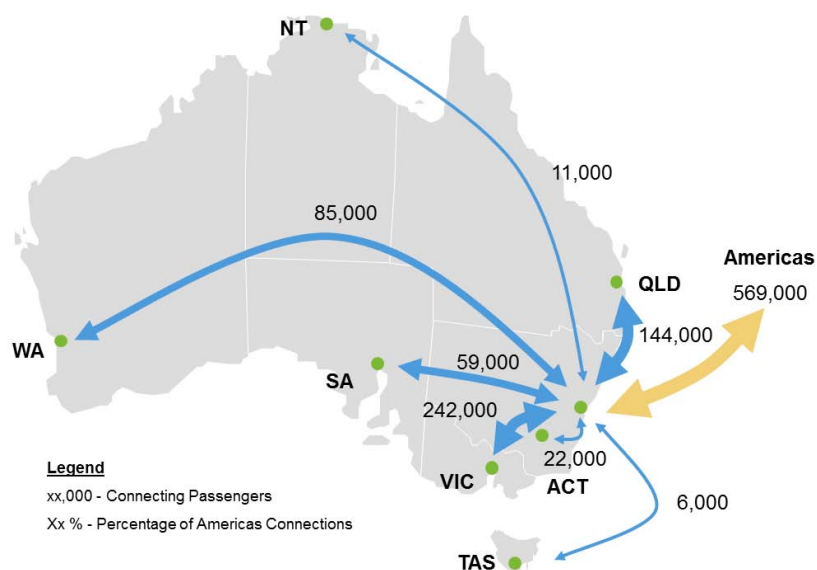 NT
11,000
85,000
Americas
569,000
QLD
144,000
WA
SA
59,000
242,000
22,000
VIC
ACT
6,000
TAS
Legend
xx,000 - Connecting Passengers
Xx % - Percentage of Americas Connections